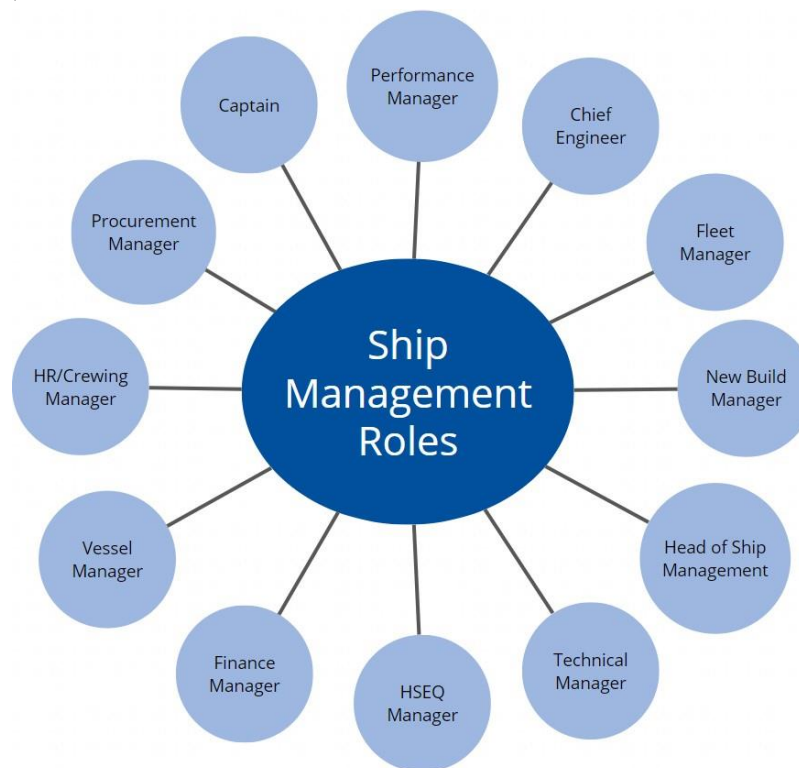 Performance
Manager
Captain
Chief
Engineer
Procurement
Manager
Fleet
Manager
Ship
Management
Roles
HR/Crewing
Manager
New Build
Manager
Vessel
Manager
Head of Ship
Management
Finance
Manager
Technical
Manager
HSEQ
Manager